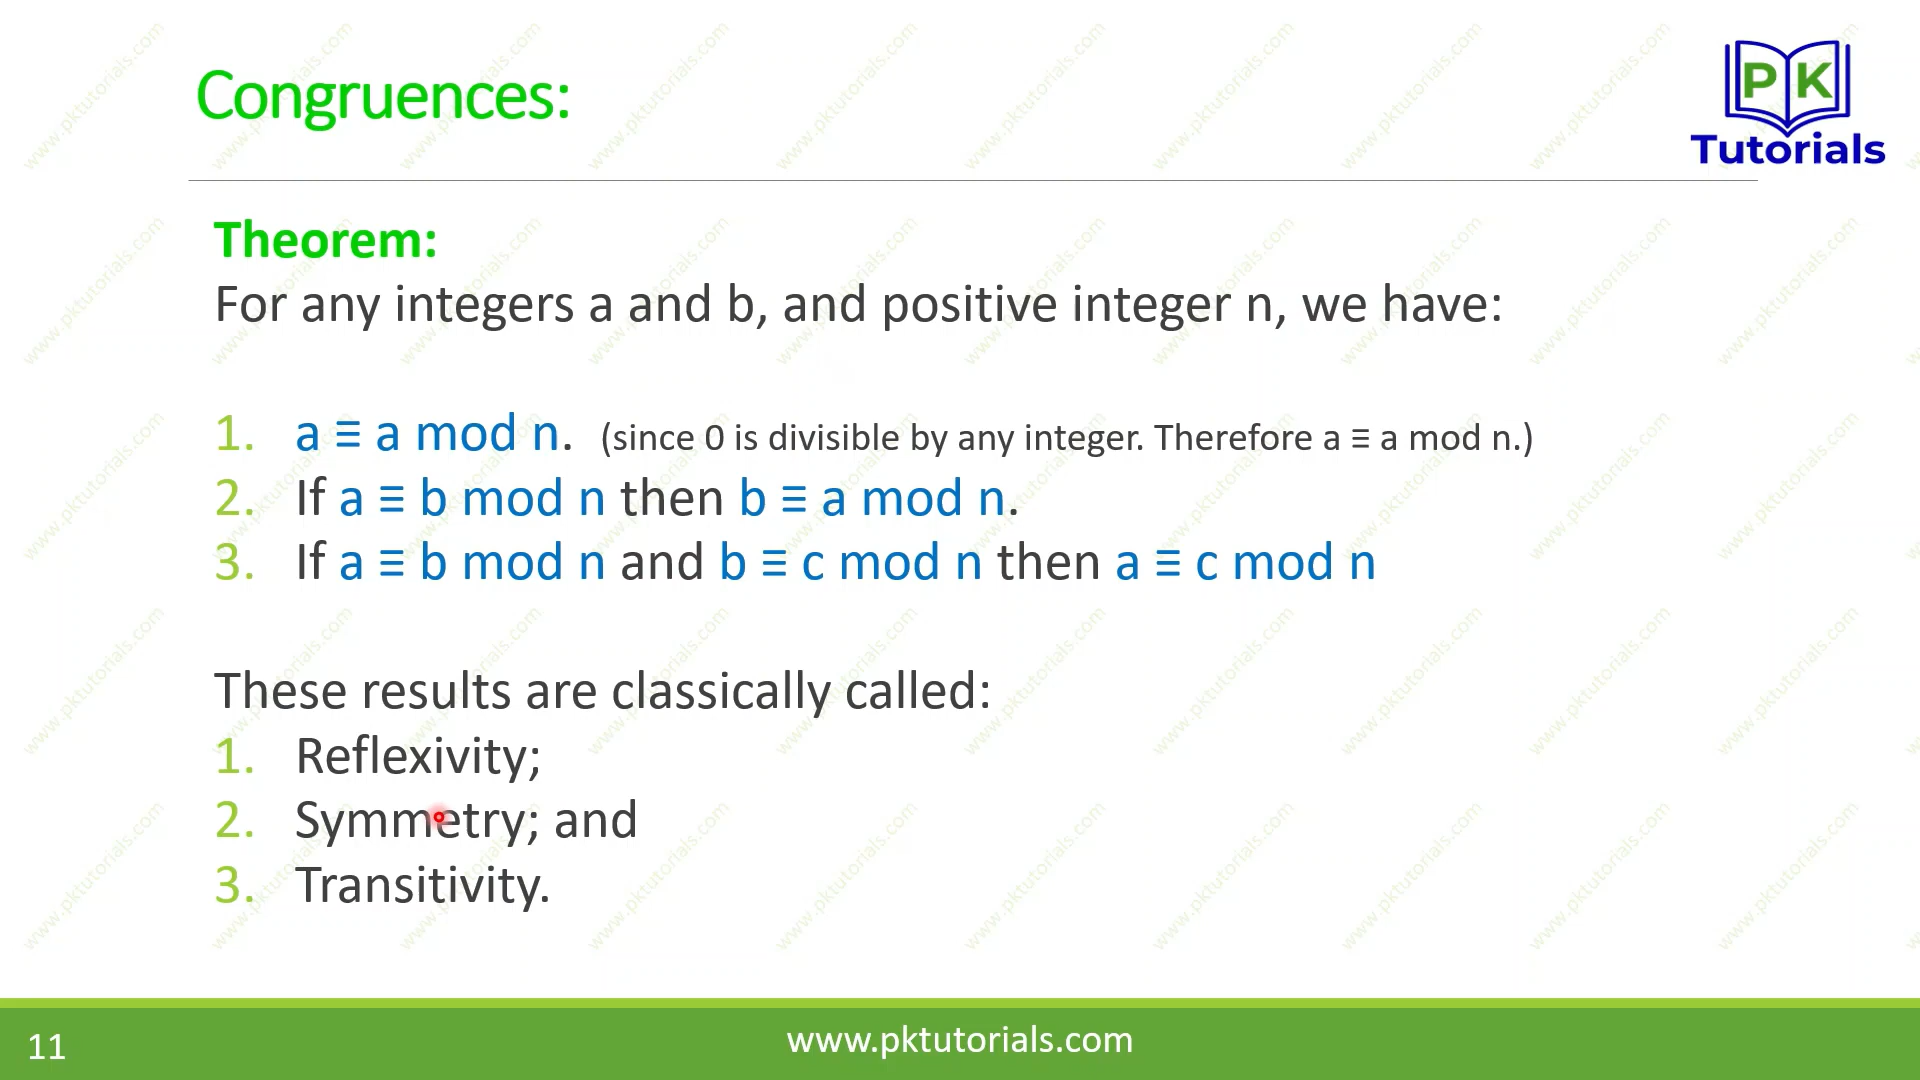 Congruences:
PK
Tutorials
Theorem:
For any integers a and b, and positive integer n, we have:
1. a ≡ a mod n. (since 0 is divisible by any integer. Therefore a ≡ a mod n.)
2. If a ≡ b mod n then b ≡ a mod n.
3. If a ≡ b mod n and b ≡ c mod n then a ≡ c mod n
These results are classically called:
1. Reflexivity;
2. Symmetry; and
3. Transitivity.
11
www.pktutorials.com